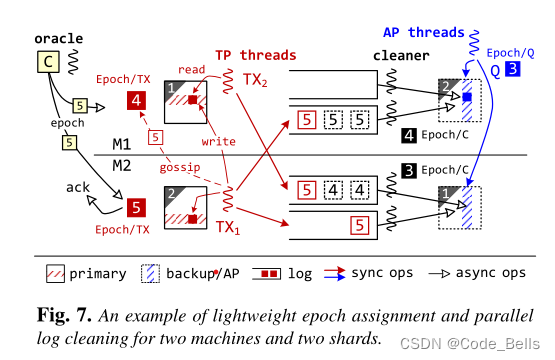 oracle
AP threads
TP threads
cleaner
C
Epoch/TX
read
TX2
Epoch/Q
Q 3
4
1
2
5
epoch
5
5
5 5 5
write
4 Epoch/C
M1
M2
gossip
3 Epoch/C
ack
5
2
5 4 4
1
Epoch/TX
TX1
5
primary
backup/AP
log
sync ops
async ops
Fig. 7. An example of lightweight epoch assignment and parallel
log cleaning for two machines and two shards.
CSDN @Code_Bells